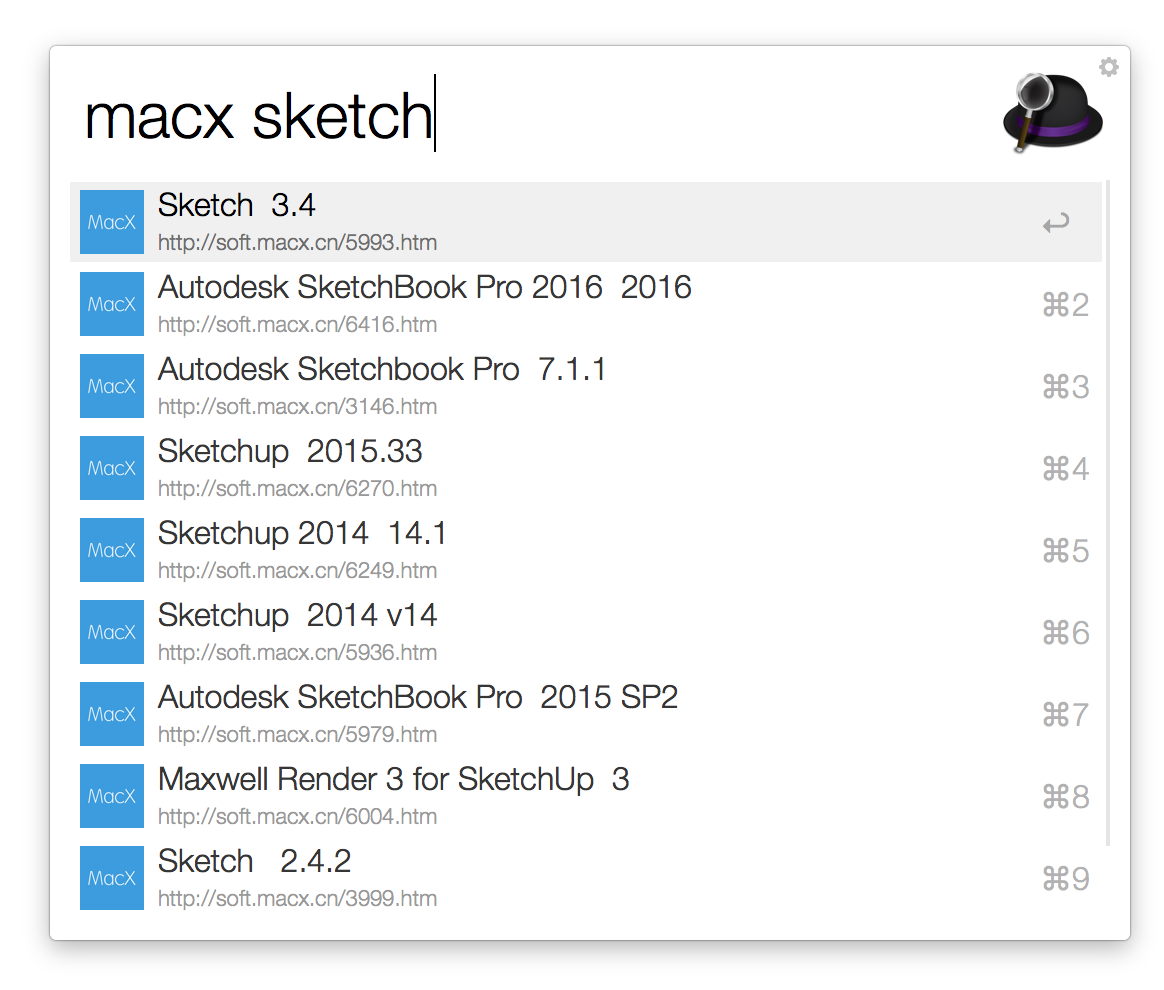 macx sketch
MacX
Sketch  3.4
http://soft.macx.cn/5993.htm
↩
MacX
Autodesk SketchBook Pro 2016  2016
http://soft.macx.cn/6416.htm
⌘2
MacX
Autodesk Sketchbook Pro  7.1.1
http://soft.macx.cn/3146.htm
⌘3
MacX
Sketchup  2015.33
http://soft.macx.cn/6270.htm
⌘4
MacX
Sketchup 2014  14.1
http://soft.macx.cn/6249.htm
⌘5
MacX
Sketchup  2014 v14
http://soft.macx.cn/5936.htm
⌘6
MacX
Autodesk SketchBook Pro  2015 SP2
http://soft.macx.cn/5979.htm
⌘7
MacX
Maxwell Render 3 for SketchUp  3
http://soft.macx.cn/6004.htm
⌘8
MacX
Sketch   2.4.2
http://soft.macx.cn/3999.htm
⌘9